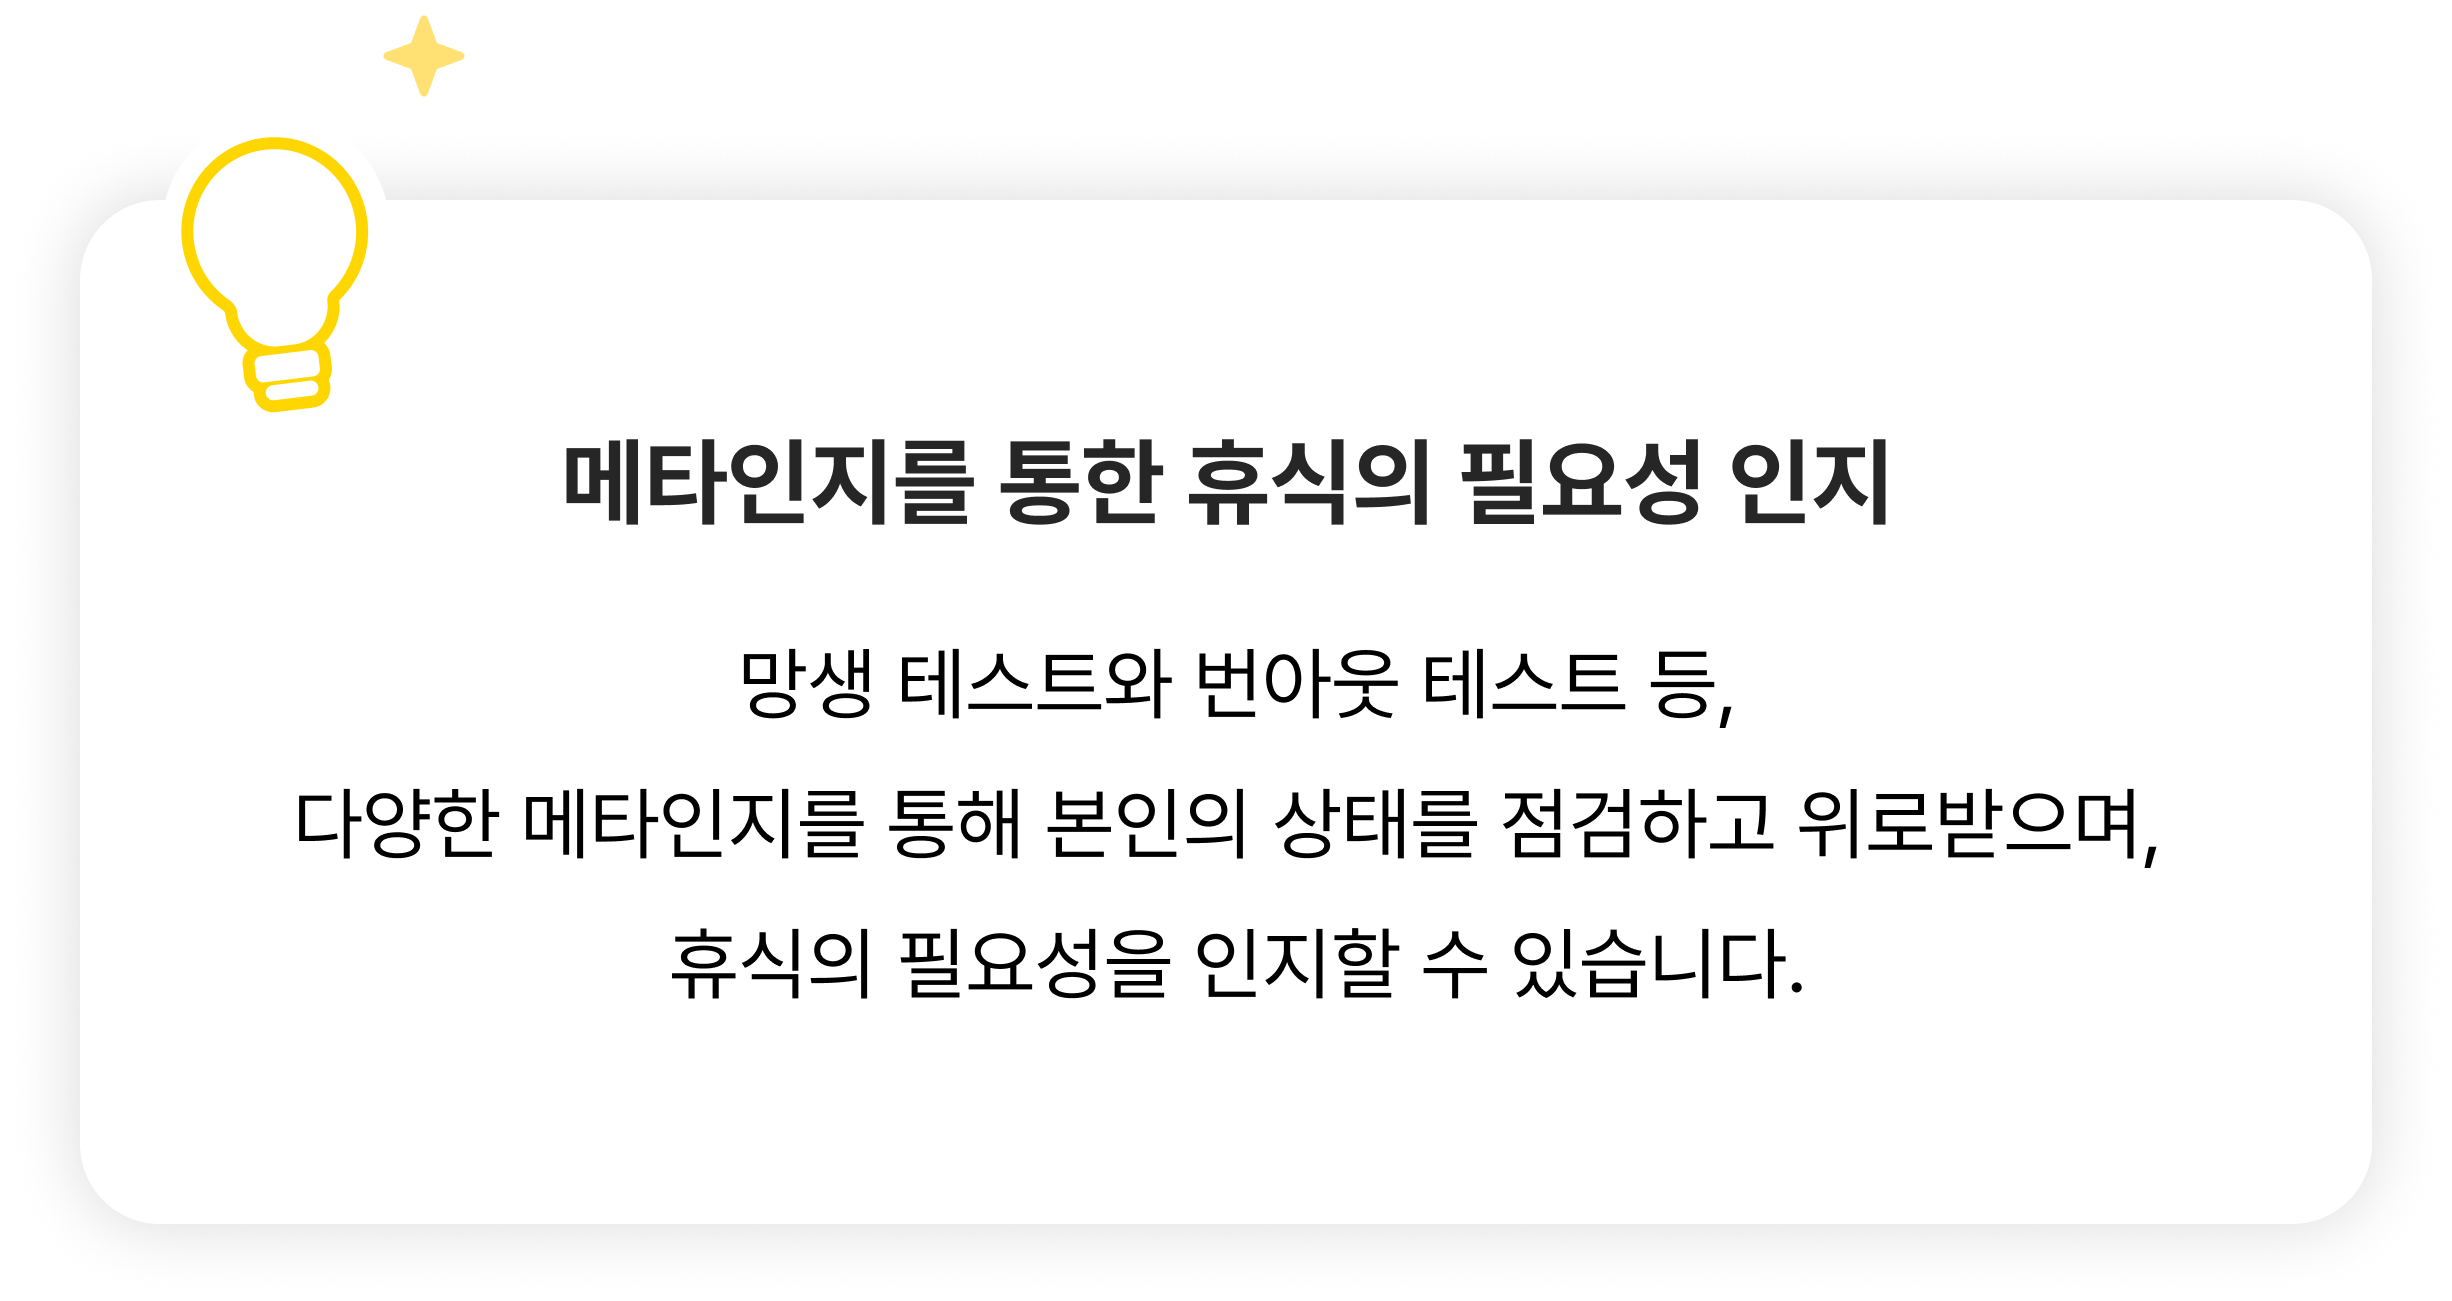 메타인지를 통한 휴식의 필요성 인지
망생 테스트와 번아웃 테스트 등,
다양한 메타인지를 통해 본인의 상태를 점검하고 위로받으며,
휴식의 필요성을 인지할 수 있습니다.